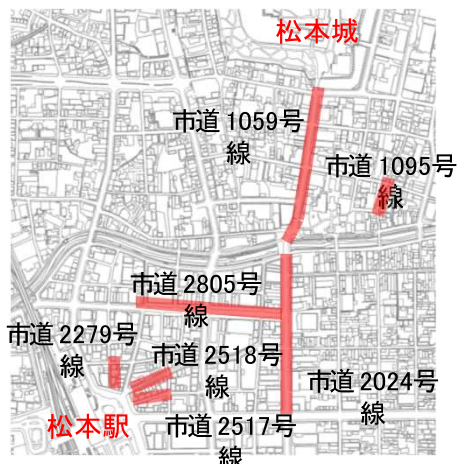 松本城
市道 1059号
線
市道 1095号
線
市道 2805号
線
市道 2279号
線
市道 2518号
線
市道 2024号
線
松本駅
市道 2517号
線